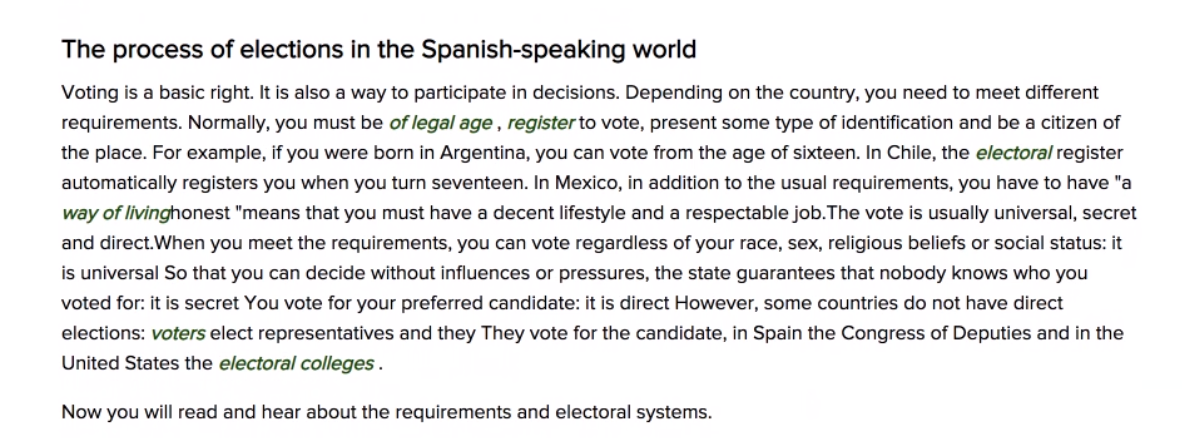 The process of elections in the Spanish-speaking world
Voting is a basic right. It is also a way to participate in decisions. Depending on the country, you need to meet different
requirements. Normally, you must be of legal age , register to vote, present some type of identification and be a citizen of
the place. For example, if you were born in Argentina, you can vote from the age of sixteen. In Chile, the electoral register
automatically registers you when you turn seventeen. In Mexico, in addition to the usual requirements, you have to have "a
way of livinghonest "means that you must have a decent lifestyle and a respectable job.The vote is usually universal, secret
and direct.When you meet the requirements, you can vote regardless of your race, sex, religious beliefs or social status: it
is universal So that you can decide without influences or pressures, the state guarantees that nobody knows who you
voted for: it is secret You vote for your preferred candidate: it is direct However, some countries do not have direct
elections: voters elect representatives and they They vote for the candidate, in Spain the Congress of Deputies and in the
United States the electoral colleges .
Now you will read and hear about the requirements and electoral systems.